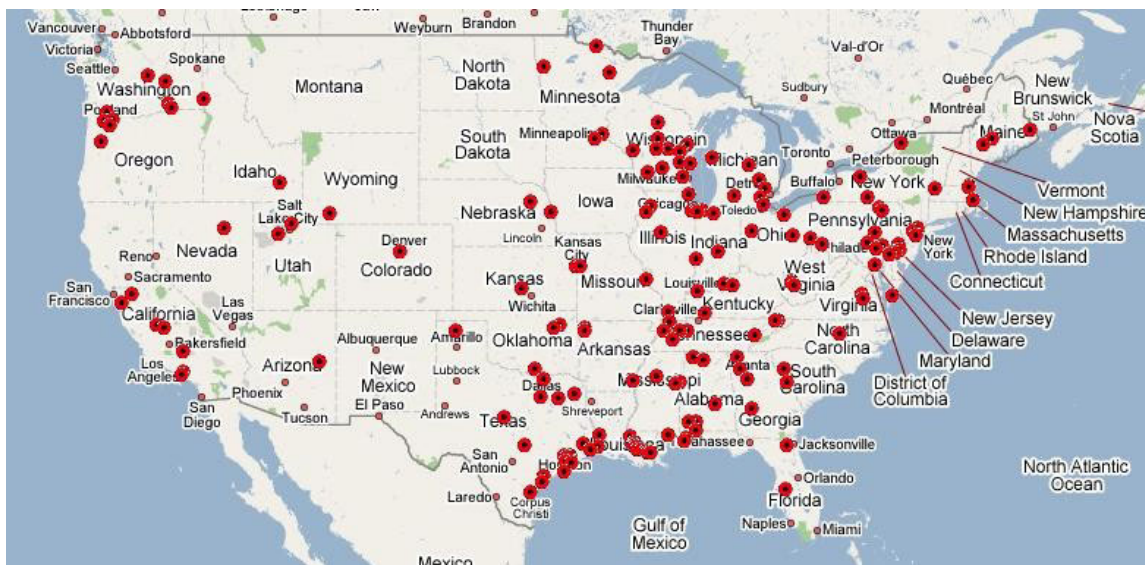 Lethbridge
Jaw
Weyburn
Brandon
Vancouver
Abbotsford
Victoria
Seattle
Spokane
Washington
Portland
Oregon
Montana
Idaho
Wyoming
North
Dakota
South
Dakota
Minnesota
Minneapolis
Thunder
Bay
Wisconsin
Michigan
Sudbury
Val-d'Or
Québec
Montréal
Ottawa
New
Brunswick
St John
Nova
Scotia
Maine
Toronto
Peterborough
Buffalo
New York
Vermont
New Hampshire
Massachusetts
Rhode Island
Connecticut
New Jersey
Delaware
Maryland
District of
Columbia
Milwaukee
Chicago
Toledo
Pennsylvania
New
York
Ohio
Indiana
Illinois
Iowa
Nebraska
Lincoln
Salt
Lake City
Nevada
Utah
Reno
Sacramento
San
Francisco
California
Las
Vegas
Bakersfield
Los
Angeles
San
Diego
Denver
Colorado
Kansas
City
Kansas
Wichita
Missouri
Louisville
West
Virginia
Virginia
Kentucky
Clarksville
Tennessee
North
Carolina
South
Carolina
Arizona
Phoenix
Tucson
Albuquerque
New
Mexico
El Paso
Amarillo
Lubbock
Andrews
Oklahoma
Arkansas
Dallas
Texas
Shreveport
Mississippi
Alabama
Atlanta
Georgia
Louisiana
Tallahassee
Jacksonville
Orlando
Florida
Naples
Miami
San
Antonio
Houston
Laredo
Corpus
Christi
Mexico
Gulf of
Mexico
North Atlantic
Ocean